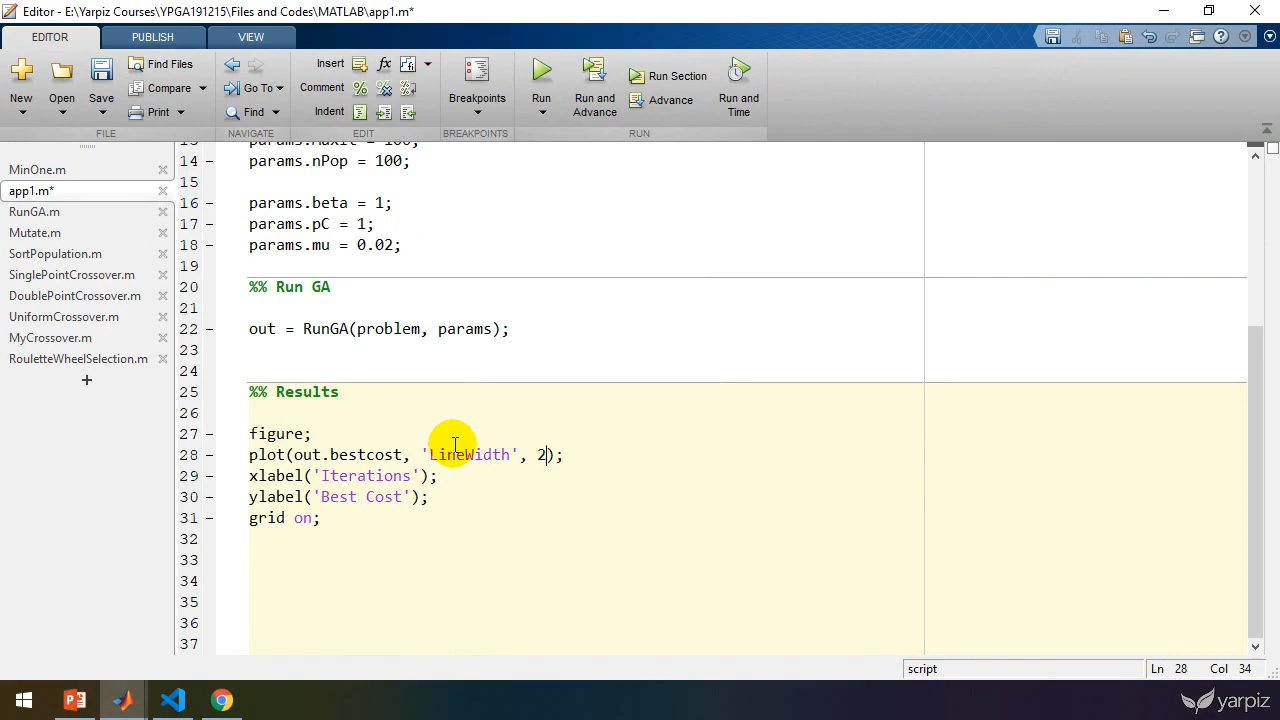 Editor - E:\Yarpiz Courses\YPGA191215\Files and Codes\MATLAB\app1.m*
EDITOR PUBLISH VIEW
New Open Save Find Files Compare Print
FILE
Go To Find
NAVIGATE
Insert fx
Comment
Indent
EDIT
Breakpoints
BREAKPOINTS
Run Run and Advance Run Section Advance Run and Time
RUN
MinOne.m
app1.m*
RunGA.m
Mutate.m
SortPopulation.m
SinglePointCrossover.m
DoublePointCrossover.m
UniformCrossover.m
MyCrossover.m
RouletteWheelSelection.m
13 params.MaxIt = 100;
14 params.nPop = 100;
15
16 params.beta = 1;
17 params.pC = 1;
18 params.mu = 0.02;
19
20 %% Run GA
21
22 out = RunGA(problem, params);
23
24
25 %% Results
26
27 figure;
28 plot(out.bestcost, 'LineWidth', 2);
29 xlabel('Iterations');
30 ylabel('Best Cost');
31 grid on;
32
33
34
35
36
37
script Ln 28 Col 34
yarpiz